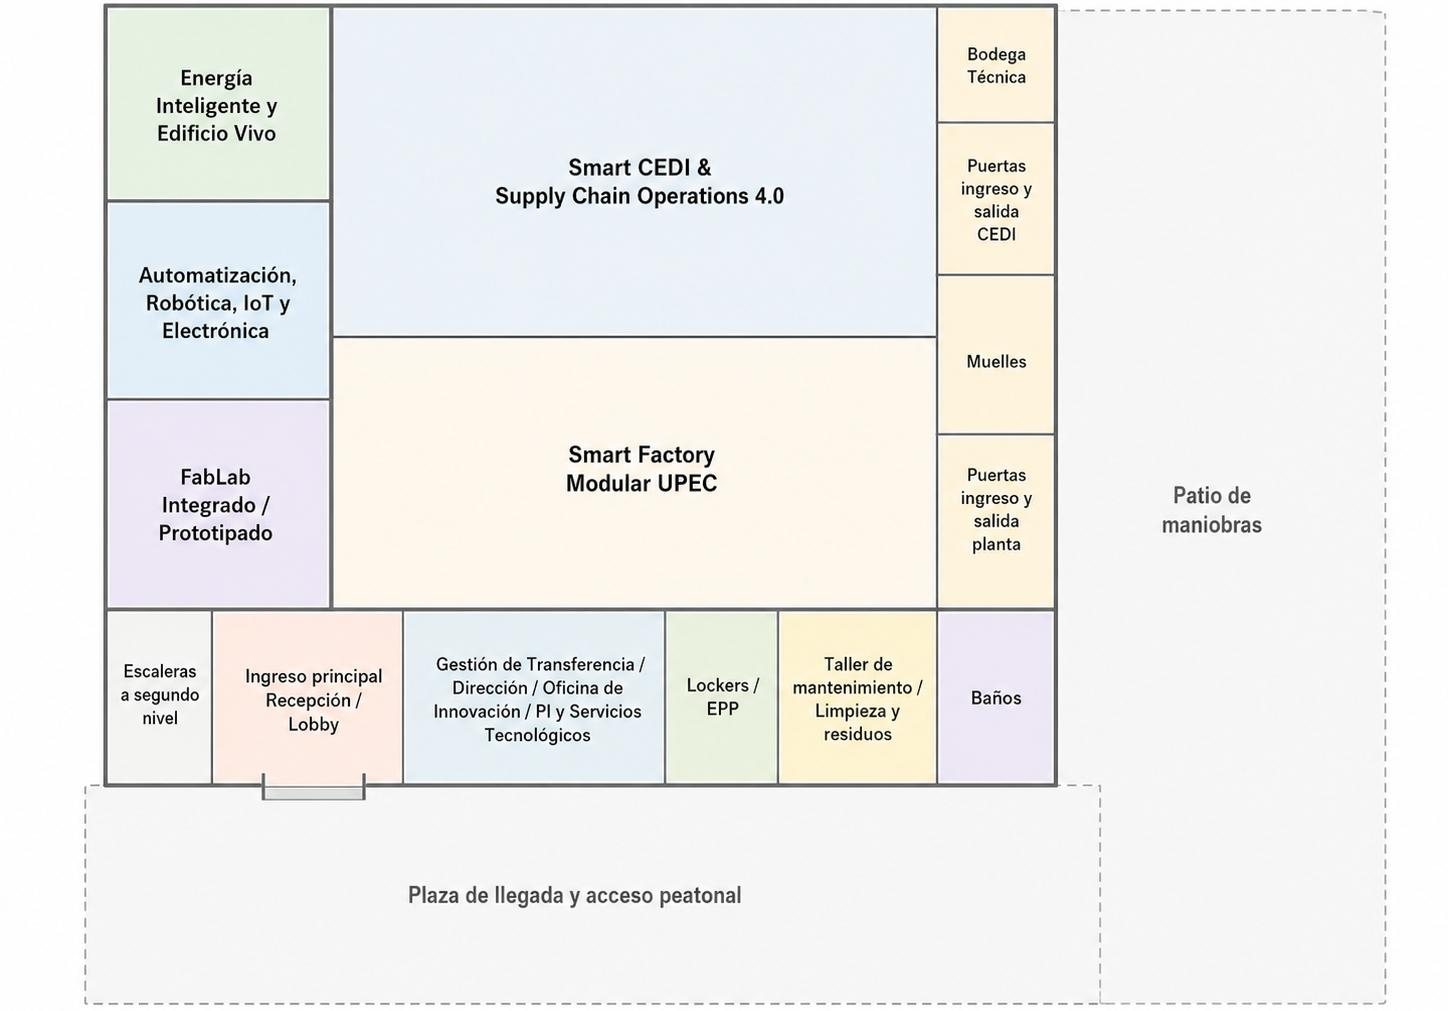 Energía
Inteligente y
Edificio Vivo
Smart CEDI &
Supply Chain Operations 4.0
Bodega
Técnica
Puertas
ingreso y
salida
CEDI
Automatización,
Robótica, IoT y
Electrónica
Muelles
FabLab
Integrado /
Prototipado
Smart Factory
Modular UPEC
Puertas
ingreso y
salida
planta
Patio de
maniobras
Escaleras
a segundo
nivel
Ingreso principal
Recepción /
Lobby
Gestión de Transferencia /
Dirección / Oficina de
Innovación / PI y Servicios
Tecnológicos
Lockers /
EPP
Taller de
mantenimiento /
Limpieza y
residuos
Baños
Plaza de llegada y acceso peatonal